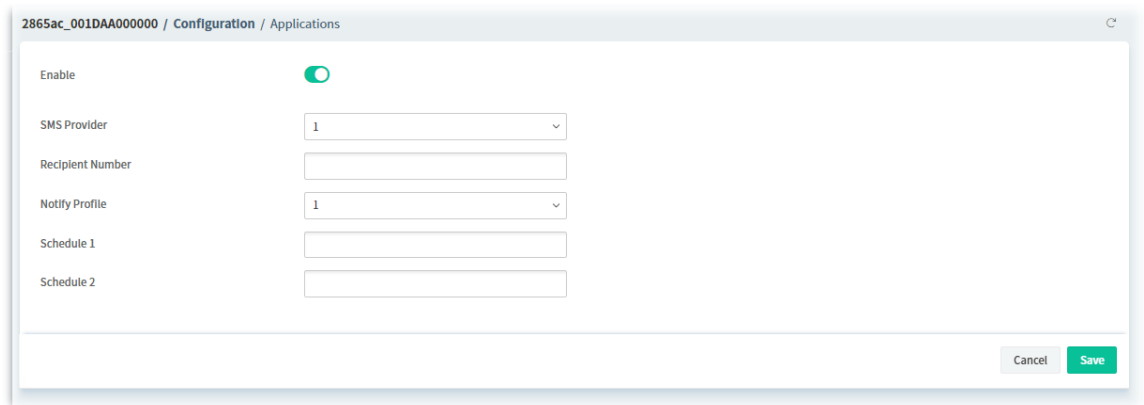 2865ac_001DAA000000 / Configuration / Applications
Enable
SMS Provider 1
Recipient Number
Notify Profile 1
Schedule 1
Schedule 2
Cancel Save